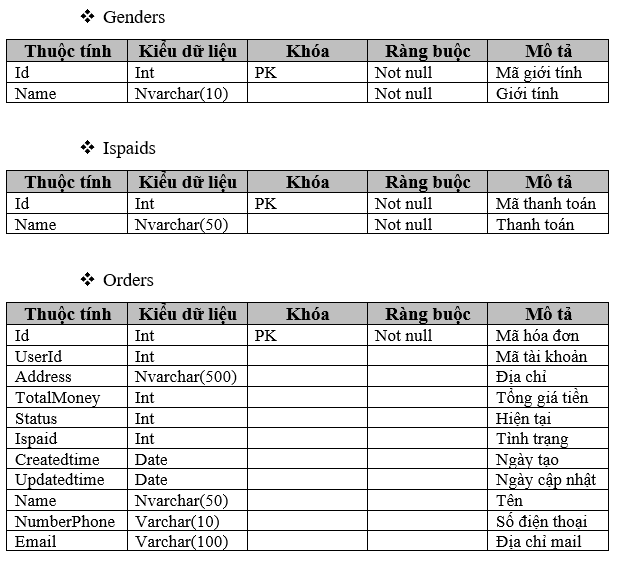 ❖ Genders
Thuộc tính Kiểu dữ liệu Khóa Ràng buộc Mô tả
Id Int PK Not null Mã giới tính
Name Nvarchar(10) Not null Giới tính
❖ Ispaids
Thuộc tính Kiểu dữ liệu Khóa Ràng buộc Mô tả
Id Int PK Not null Mã thanh toán
Name Nvarchar(50) Not null Thanh toán
❖ Orders
Thuộc tính Kiểu dữ liệu Khóa Ràng buộc Mô tả
Id Int PK Not null Mã hóa đơn
UserId Int Mã tài khoản
Address Nvarchar(500) Địa chỉ
TotalMoney Int Tổng giá tiền
Status Int Hiện tại
Ispaid Int Tình trạng
Createdtime Date Ngày tạo
Updatedtime Date Ngày cập nhật
Name Nvarchar(50) Tên
NumberPhone Varchar(10) Số điện thoại
Email Varchar(100) Địa chỉ mail